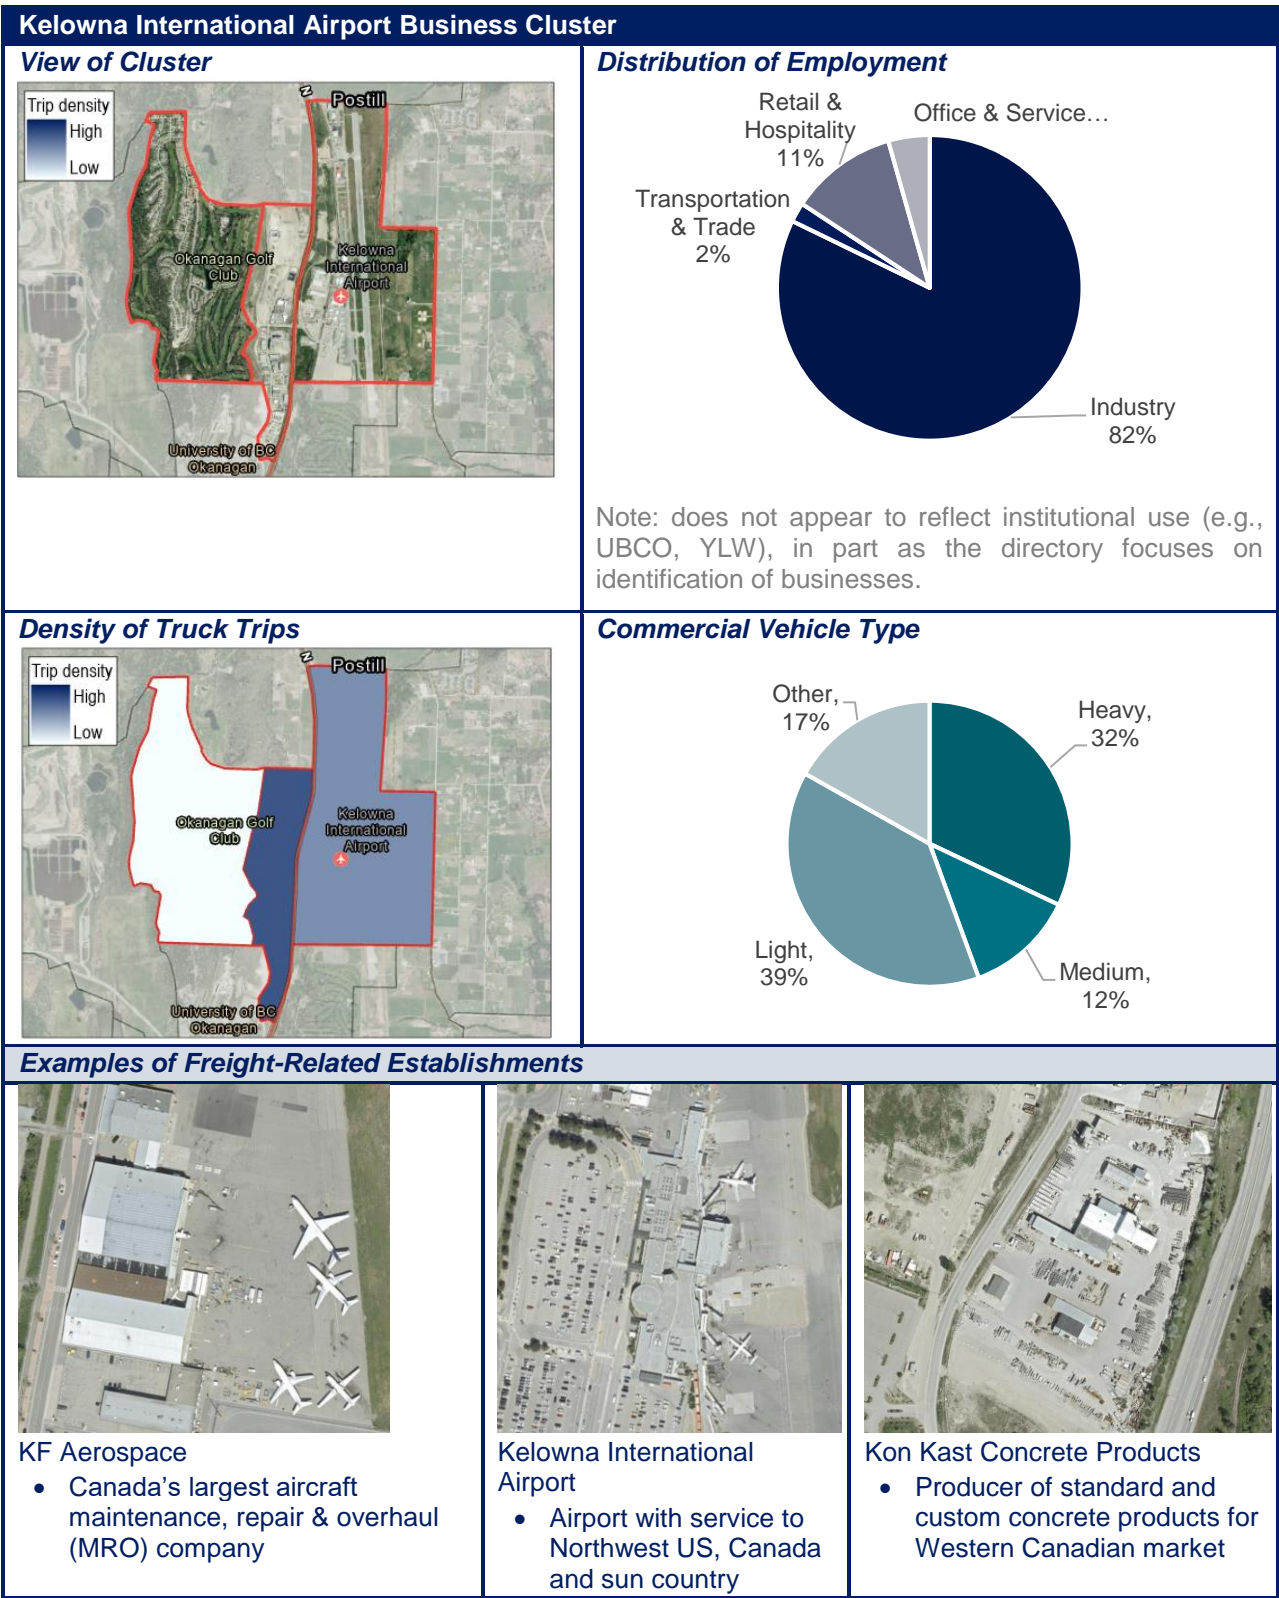 Kelowna International Airport Business Cluster
View of Cluster
Trip density
High
Low
N
Postill
Okanagan Golf
Club
Kelowna
International
Airport
University of BC
Okanagan
Distribution of Employment
Retail &
Hospitality
11%
Office & Service…
Transportation
& Trade
2%
Industry
82%
Note: does not appear to reflect institutional use (e.g.,
UBCO, YLW), in part as the directory focuses on
identification of businesses.
Density of Truck Trips
Trip density
High
Low
N
Postill
Okanagan Golf
Club
Kelowna
International
Airport
University of BC
Okanagan
Commercial Vehicle Type
Other,
17%
Heavy,
32%
Light,
39%
Medium,
12%
Examples of Freight-Related Establishments
KF Aerospace
• Canada's largest aircraft
maintenance, repair & overhaul
(MRO) company
Kelowna International
Airport
• Airport with service to
Northwest US, Canada
and sun country
Kon Kast Concrete Products
• Producer of standard and
custom concrete products for
Western Canadian market